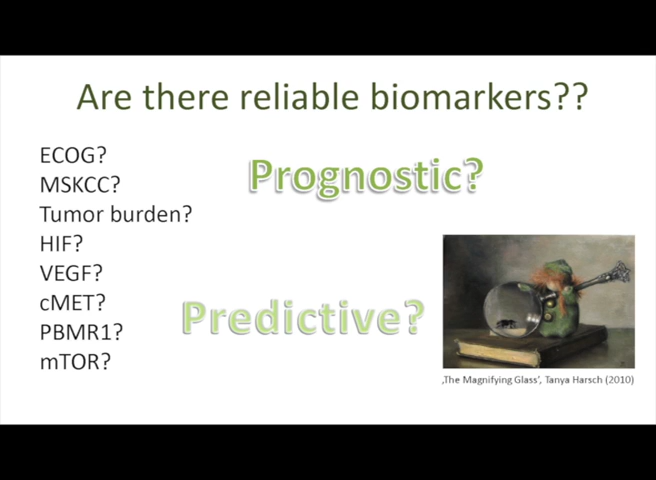 Are there reliable biomarkers??
ECOG?
MSKCC?
Tumor burden?
HIF?
VEGF?
cMET?
PBMR1?
mTOR?
Prognostic?
Predictive?
‚The Magnifying Glass', Tanya Harsch (2010)